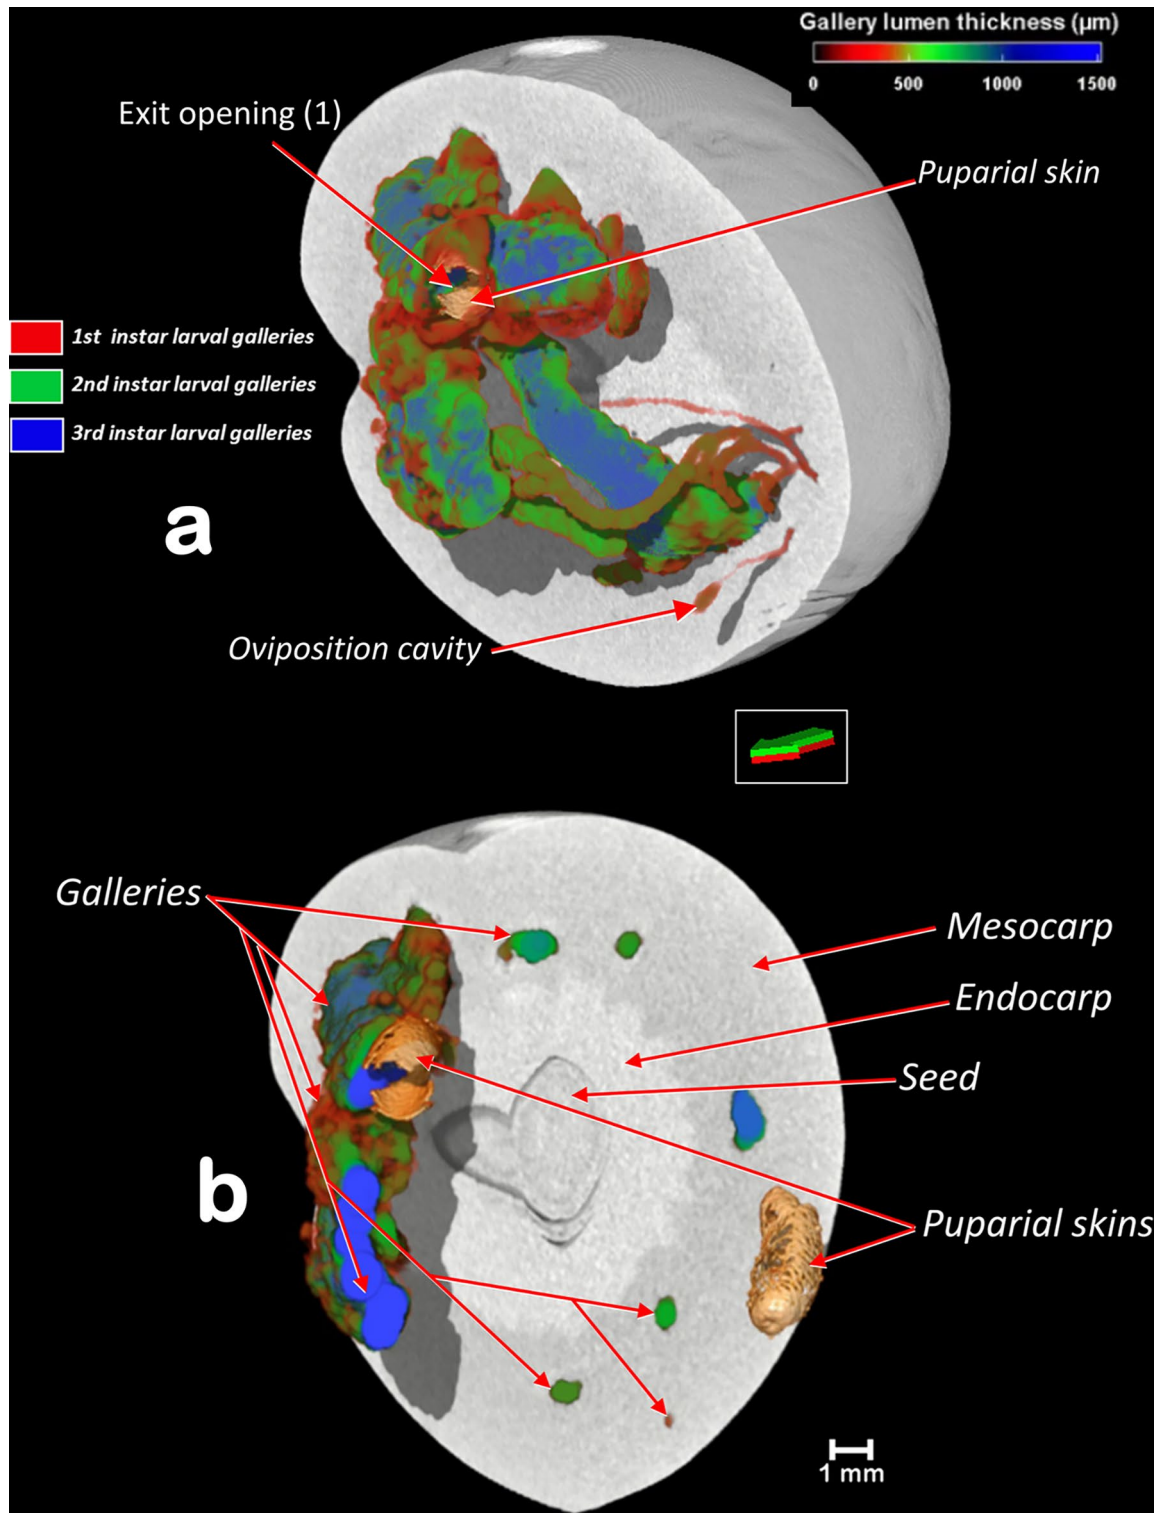 Gallery lumen thickness (µm)
0 500 1000 1500
Exit opening (1)
Puparial skin
1st instar larval galleries
2nd instar larval galleries
3rd instar larval galleries
a
Oviposition cavity
Galleries
Mesocarp
Endocarp
Seed
b
Puparial skins
1 mm